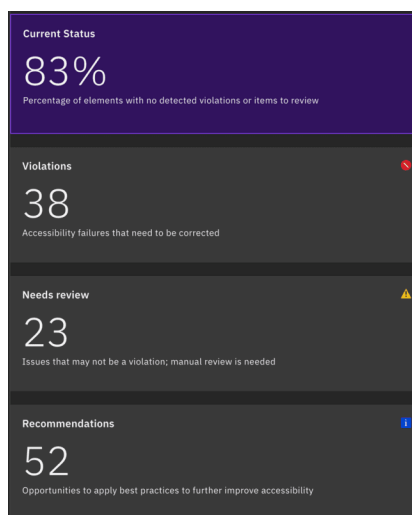 Current Status
83%
Percentage of elements with no detected violations or items to review
Violations
38
Accessibility failures that need to be corrected
Needs review
23
Issues that may not be a violation; manual review is needed
Recommendations
52
Opportunities to apply best practices to further improve accessibility